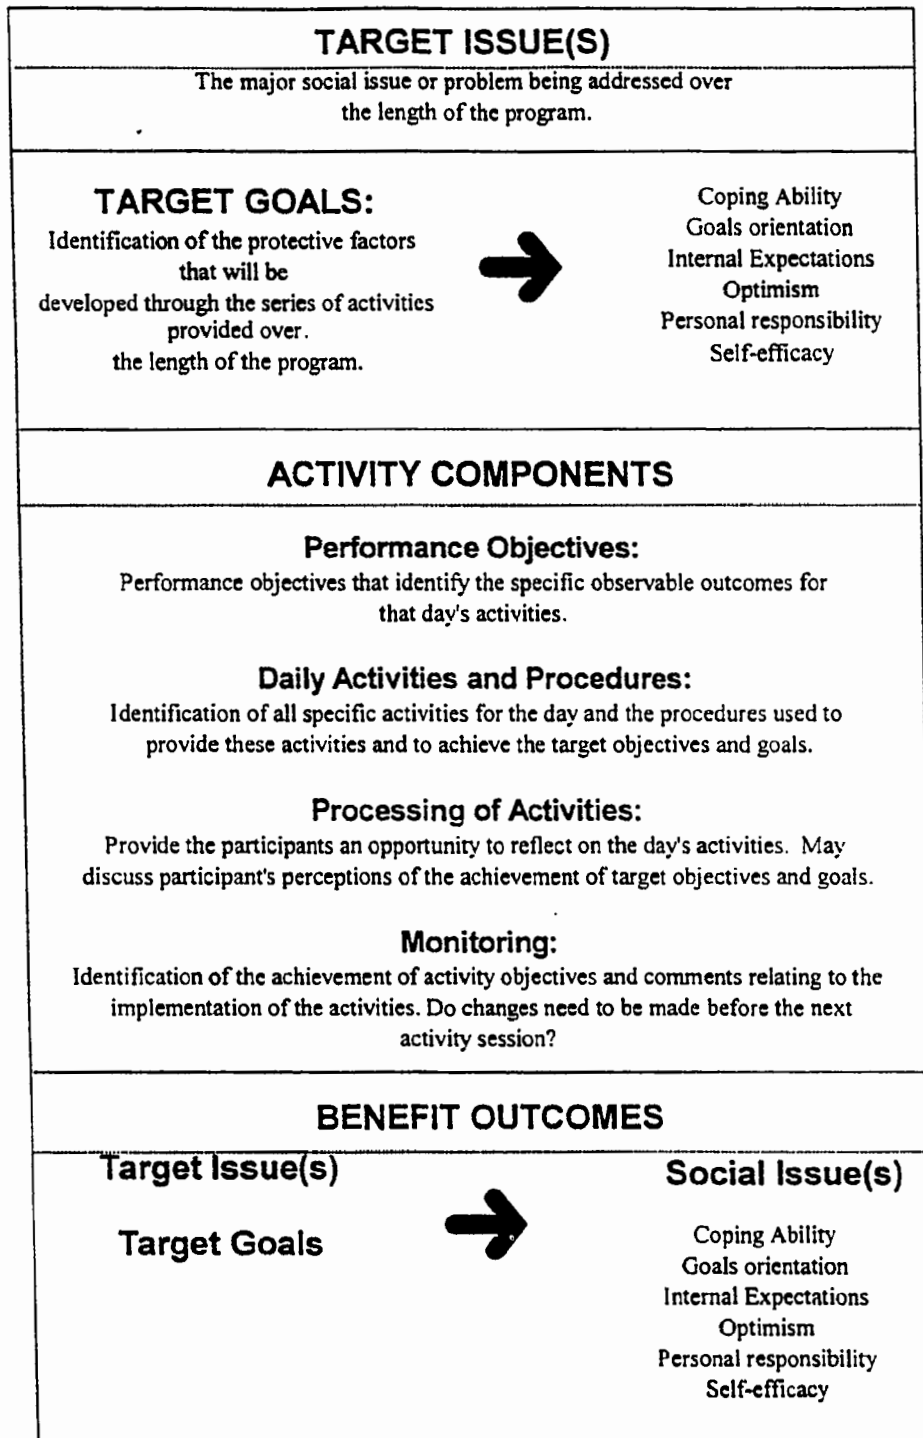 TARGET ISSUE(S)
The major social issue or problem being addressed over
the length of the program.
TARGET GOALS:
Identification of the protective factors
that will be
developed through the series of activities
provided over.
the length of the program.
Coping Ability
Goals orientation
Internal Expectations
Optimism
Personal responsibility
Self-efficacy
ACTIVITY COMPONENTS
Performance Objectives:
Performance objectives that identify the specific observable outcomes for
that day's activities.
Daily Activities and Procedures:
Identification of all specific activities for the day and the procedures used to
provide these activities and to achieve the target objectives and goals.
Processing of Activities:
Provide the participants an opportunity to reflect on the day's activities. May
discuss participant's perceptions of the achievement of target objectives and goals.
Monitoring:
Identification of the achievement of activity objectives and comments relating to the
implementation of the activities. Do changes need to be made before the next
activity session?
BENEFIT OUTCOMES
Target Issue(s)
Target Goals
Social Issue(s)
Coping Ability
Goals orientation
Internal Expectations
Optimism
Personal responsibility
Self-efficacy